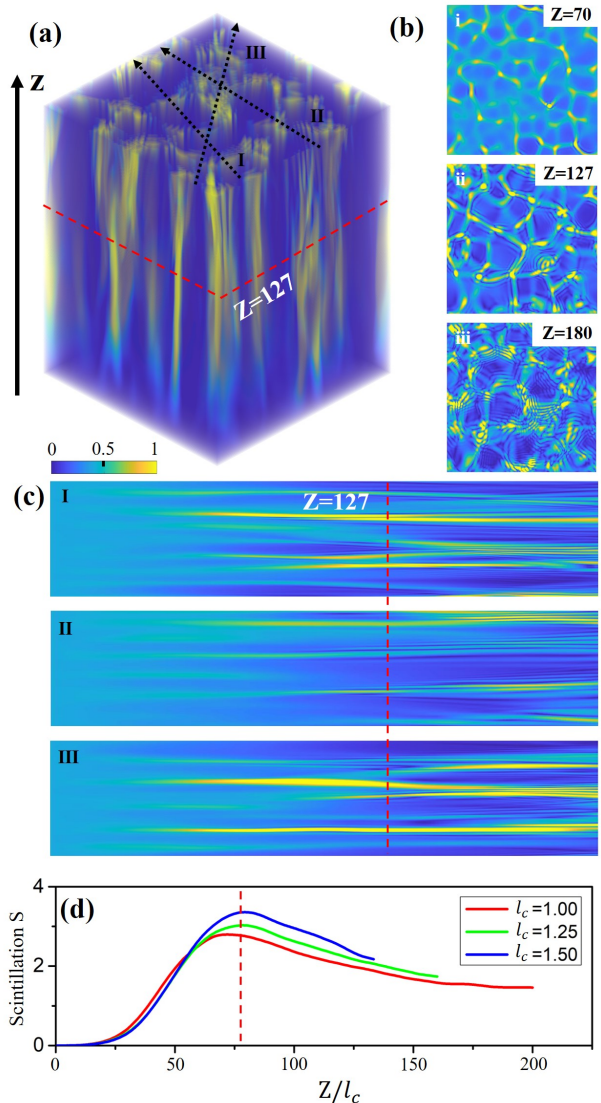 (a)
III
II
I
Z
Z=127
0 0.5 1
(b)
i
Z=70
ii
Z=127
iii
Z=180
(c)
I
Z=127
II
III
(d)
Scintillation S
4
2
0
l_c=1.00
l_c=1.25
l_c=1.50
0 50 100 150 200
Z/l_c